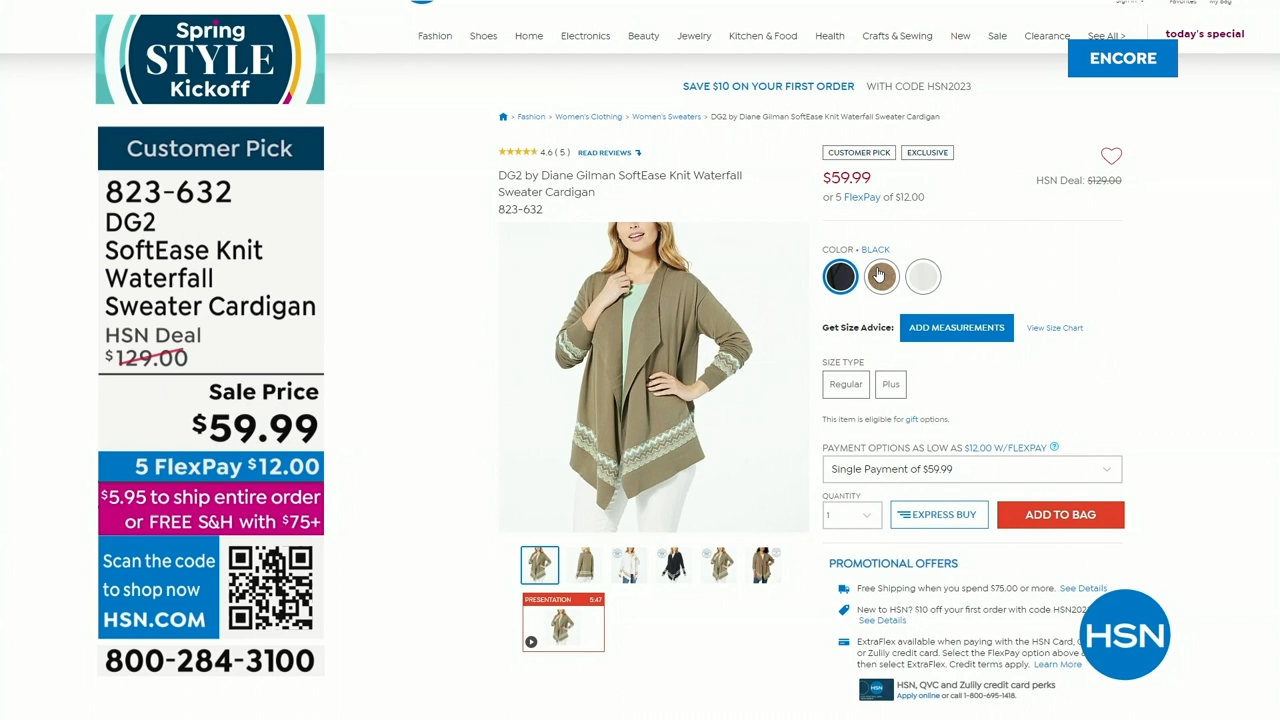 Spring
STYLE
Kickoff
Customer Pick
823-632
DG2
SoftEase Knit
Waterfall
Sweater Cardigan
HSN Deal
$129.00
Sale Price
$59.99
5 FlexPay $12.00
$5.95 to ship entire order
or FREE S&H with $75+
Scan the code
to shop now
HSN.COM
800-284-3100
Fashion Shoes Home Electronics Beauty Jewelry Kitchen & Food Health Crafts & Sewing New Sale Clearance See All > today's special
ENCORE
SAVE $10 ON YOUR FIRST ORDER WITH CODE HSN2023
> Fashion > Women's Clothing > Women's Sweaters > DG2 by Diane Gilman SoftEase Knit Waterfall Sweater Cardigan
4.6 ( 5 ) READ REVIEWS
DG2 by Diane Gilman SoftEase Knit Waterfall
Sweater Cardigan
823-632
PRESENTATION 5:47
CUSTOMER PICK EXCLUSIVE
$59.99 HSN Deal: $129.00
or 5 FlexPay of $12.00
COLOR • BLACK
Get Size Advice: ADD MEASUREMENTS View Size Chart
SIZE TYPE
Regular Plus
This item is eligible for gift options.
PAYMENT OPTIONS AS LOW AS $12.00 W/FLEXPAY ?
Single Payment of $59.99
QUANTITY
1 EXPRESS BUY ADD TO BAG
PROMOTIONAL OFFERS
Free Shipping when you spend $75.00 or more. See Details
New to HSN? $10 off your first order with code HSN202
See Details
ExtraFlex available when paying with the HSN Card,
or Zulily credit card. Select the FlexPay option above
then select ExtraFlex. Credit terms apply. Learn More
HSN, QVC and Zulily credit card perks
Apply online or call 1-800-695-1418.
HSN